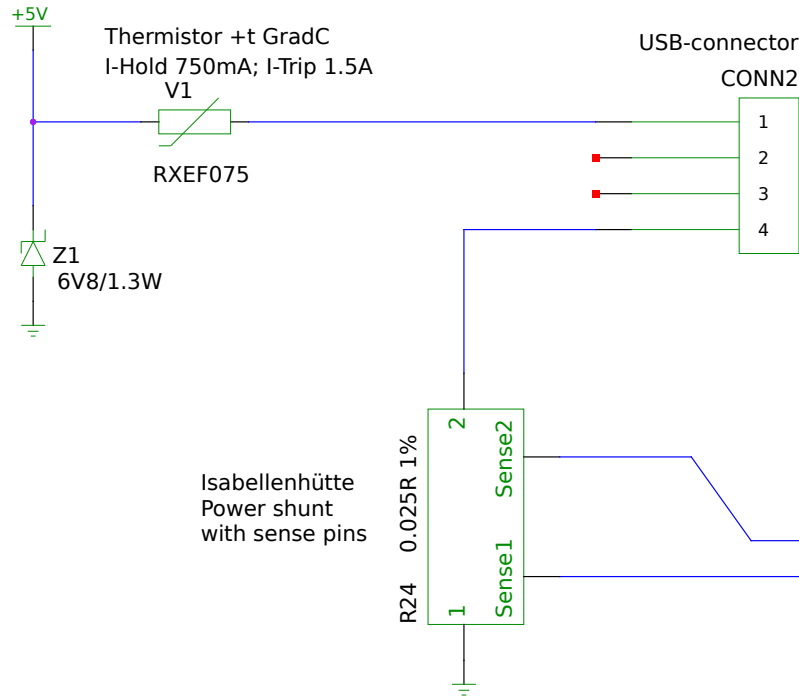 +5V
Thermistor +t GradC
I-Hold 750mA; I-Trip 1.5A
V1
RXEF075
USB-connector
CONN2
1
2
3
4
Z1
6V8/1.3W
Isabellenhütte
Power shunt
with sense pins
R24 0.025R 1%
2
Sense2
1
Sense1